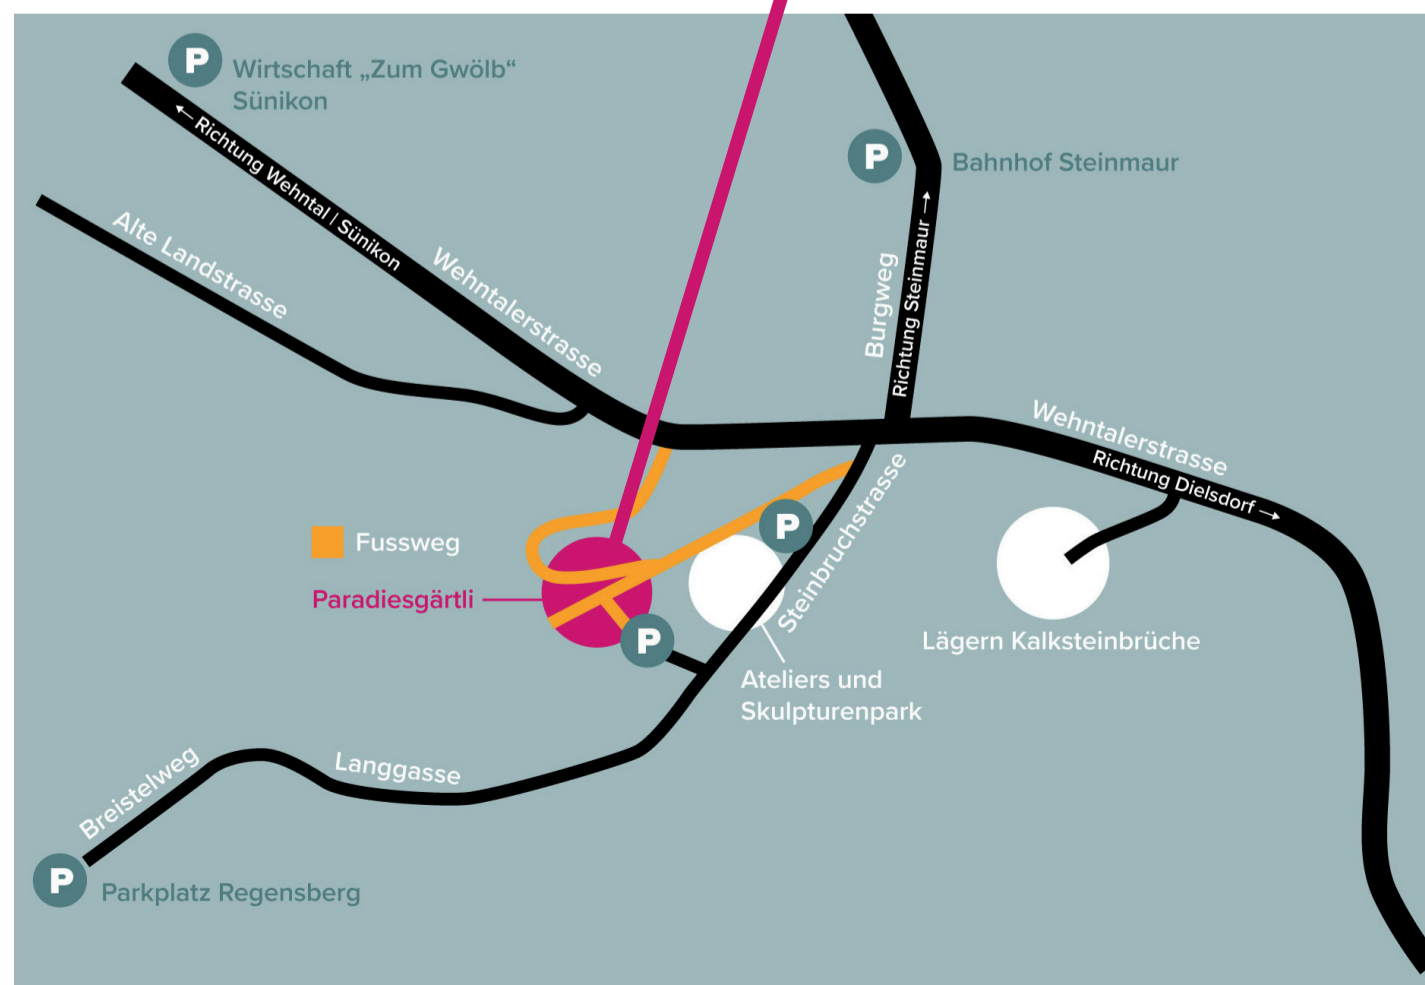 P
Wirtschaft „Zum Gwölb“
Sünikon
← Richtung Wehntal | Sünikon
Alte Landstrasse
Wehntalerstrasse
P
Bahnhof Steinmaur
Burgweg
Richtung Steinmaur →
Wehntalerstrasse
Richtung Dielsdorf →
Steinbruchstrasse
P
Fussweg
Paradiesgärtli
P
Lägern Kalksteinbrüche
Ateliers und
Skulpturenpark
Langgasse
Breistelweg
P
Parkplatz Regensberg